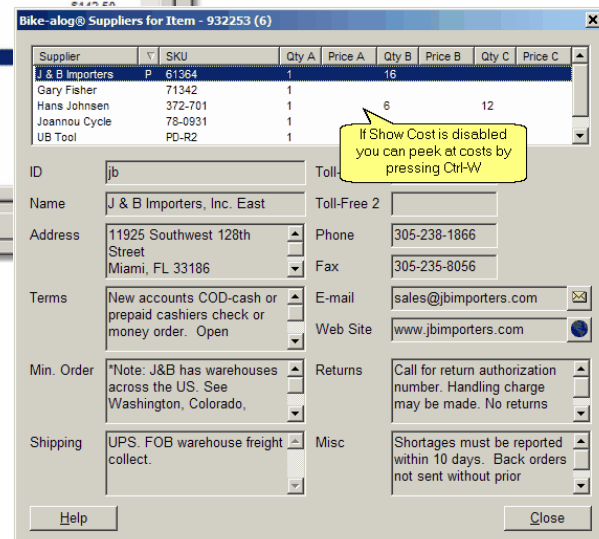 $142.50
Bike-alog® Suppliers for Item - 932253 (6)
Supplier SKU Qty A Price A Qty B Price B Qty C Price C
J & B Importers P 61364 1 16
Gary Fisher 71342 1
Hans Johnsen 372-701 1 6 12
Joannou Cycle 78-0931 1
UB Tool PD-R2 1
If Show Cost is disabled
you can peek at costs by
pressing Ctrl-W
ID jb Toll-
Name J & B Importers, Inc. East Toll-Free 2
Address 11925 Southwest 128th
Street
Miami, FL 33186
Phone 305-238-1866
Fax 305-235-8056
Terms New accounts COD-cash or
prepaid cashiers check or
money order. Open
E-mail sales@jbimporters.com
Web Site www.jbimporters.com
Min. Order *Note: J&B has warehouses
across the US. See
Washington, Colorado,
Returns Call for return authorization
number. Handling charge
may be made. No returns
Shipping UPS. FOB warehouse freight
collect.
Misc Shortages must be reported
within 10 days. Back orders
not sent without prior
Help Close